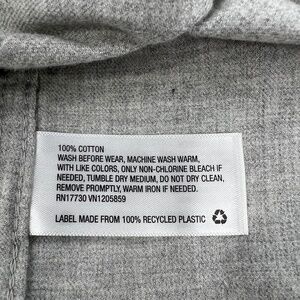 100% COTTON
WASH BEFORE WEAR, MACHINE WASH WARM,
WITH LIKE COLORS, ONLY NON-CHLORINE BLEACH IF
NEEDED, TUMBLE DRY MEDIUM, DO NOT DRY CLEAN,
REMOVE PROMPTLY, WARM IRON IF NEEDED.
RN17730 VN1205859
LABEL MADE FROM 100% RECYCLED PLASTIC